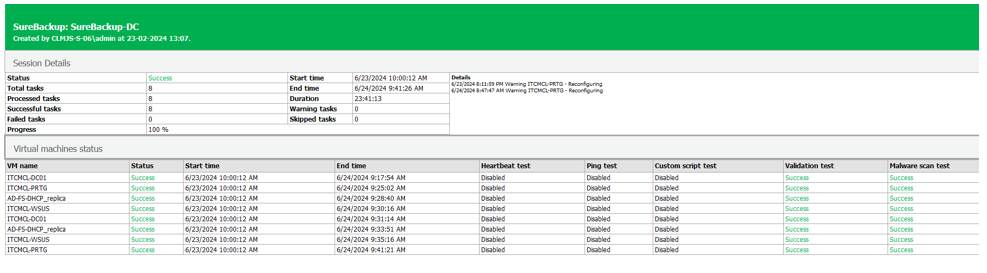 SureBackup: SureBackup-DC
Created by CLMJS-S-06\admin at 23-02-2024 13:07.
Session Details
Status Success Start time 6/23/2024 10:00:12 AM Details
Total tasks 8 End time 6/24/2024 9:41:26 AM 6/23/2024 8:11:59 PM Warning ITCMCL-PRTG - Reconfiguring
Processed tasks 8 Duration 23:41:13 6/24/2024 8:47:47 AM Warning ITCMCL-PRTG - Reconfiguring
Successful tasks 8 Warning tasks 0
Failed tasks 0 Skipped tasks 0
Progress 100 %
Virtual machines status
VM name Status Start time End time Heartbeat test Ping test Custom script test Validation test Malware scan test
ITCMCL-DC01 Success 6/23/2024 10:00:12 AM 6/24/2024 9:17:54 AM Disabled Disabled Disabled Success Success
ITCMCL-PRTG Success 6/23/2024 10:00:12 AM 6/24/2024 9:25:02 AM Disabled Disabled Disabled Success Success
AD-FS-DHCP_replica Success 6/23/2024 10:00:12 AM 6/24/2024 9:28:40 AM Disabled Disabled Disabled Success Success
ITCMCL-WSUS Success 6/23/2024 10:00:12 AM 6/24/2024 9:30:16 AM Disabled Disabled Disabled Success Success
ITCMCL-DC01 Success 6/23/2024 10:00:12 AM 6/24/2024 9:31:14 AM Disabled Disabled Disabled Success Success
AD-FS-DHCP_replica Success 6/23/2024 10:00:12 AM 6/24/2024 9:33:51 AM Disabled Disabled Disabled Success Success
ITCMCL-WSUS Success 6/23/2024 10:00:12 AM 6/24/2024 9:35:16 AM Disabled Disabled Disabled Success Success
ITCMCL-PRTG Success 6/23/2024 10:00:12 AM 6/24/2024 9:41:21 AM Disabled Disabled Disabled Success Success